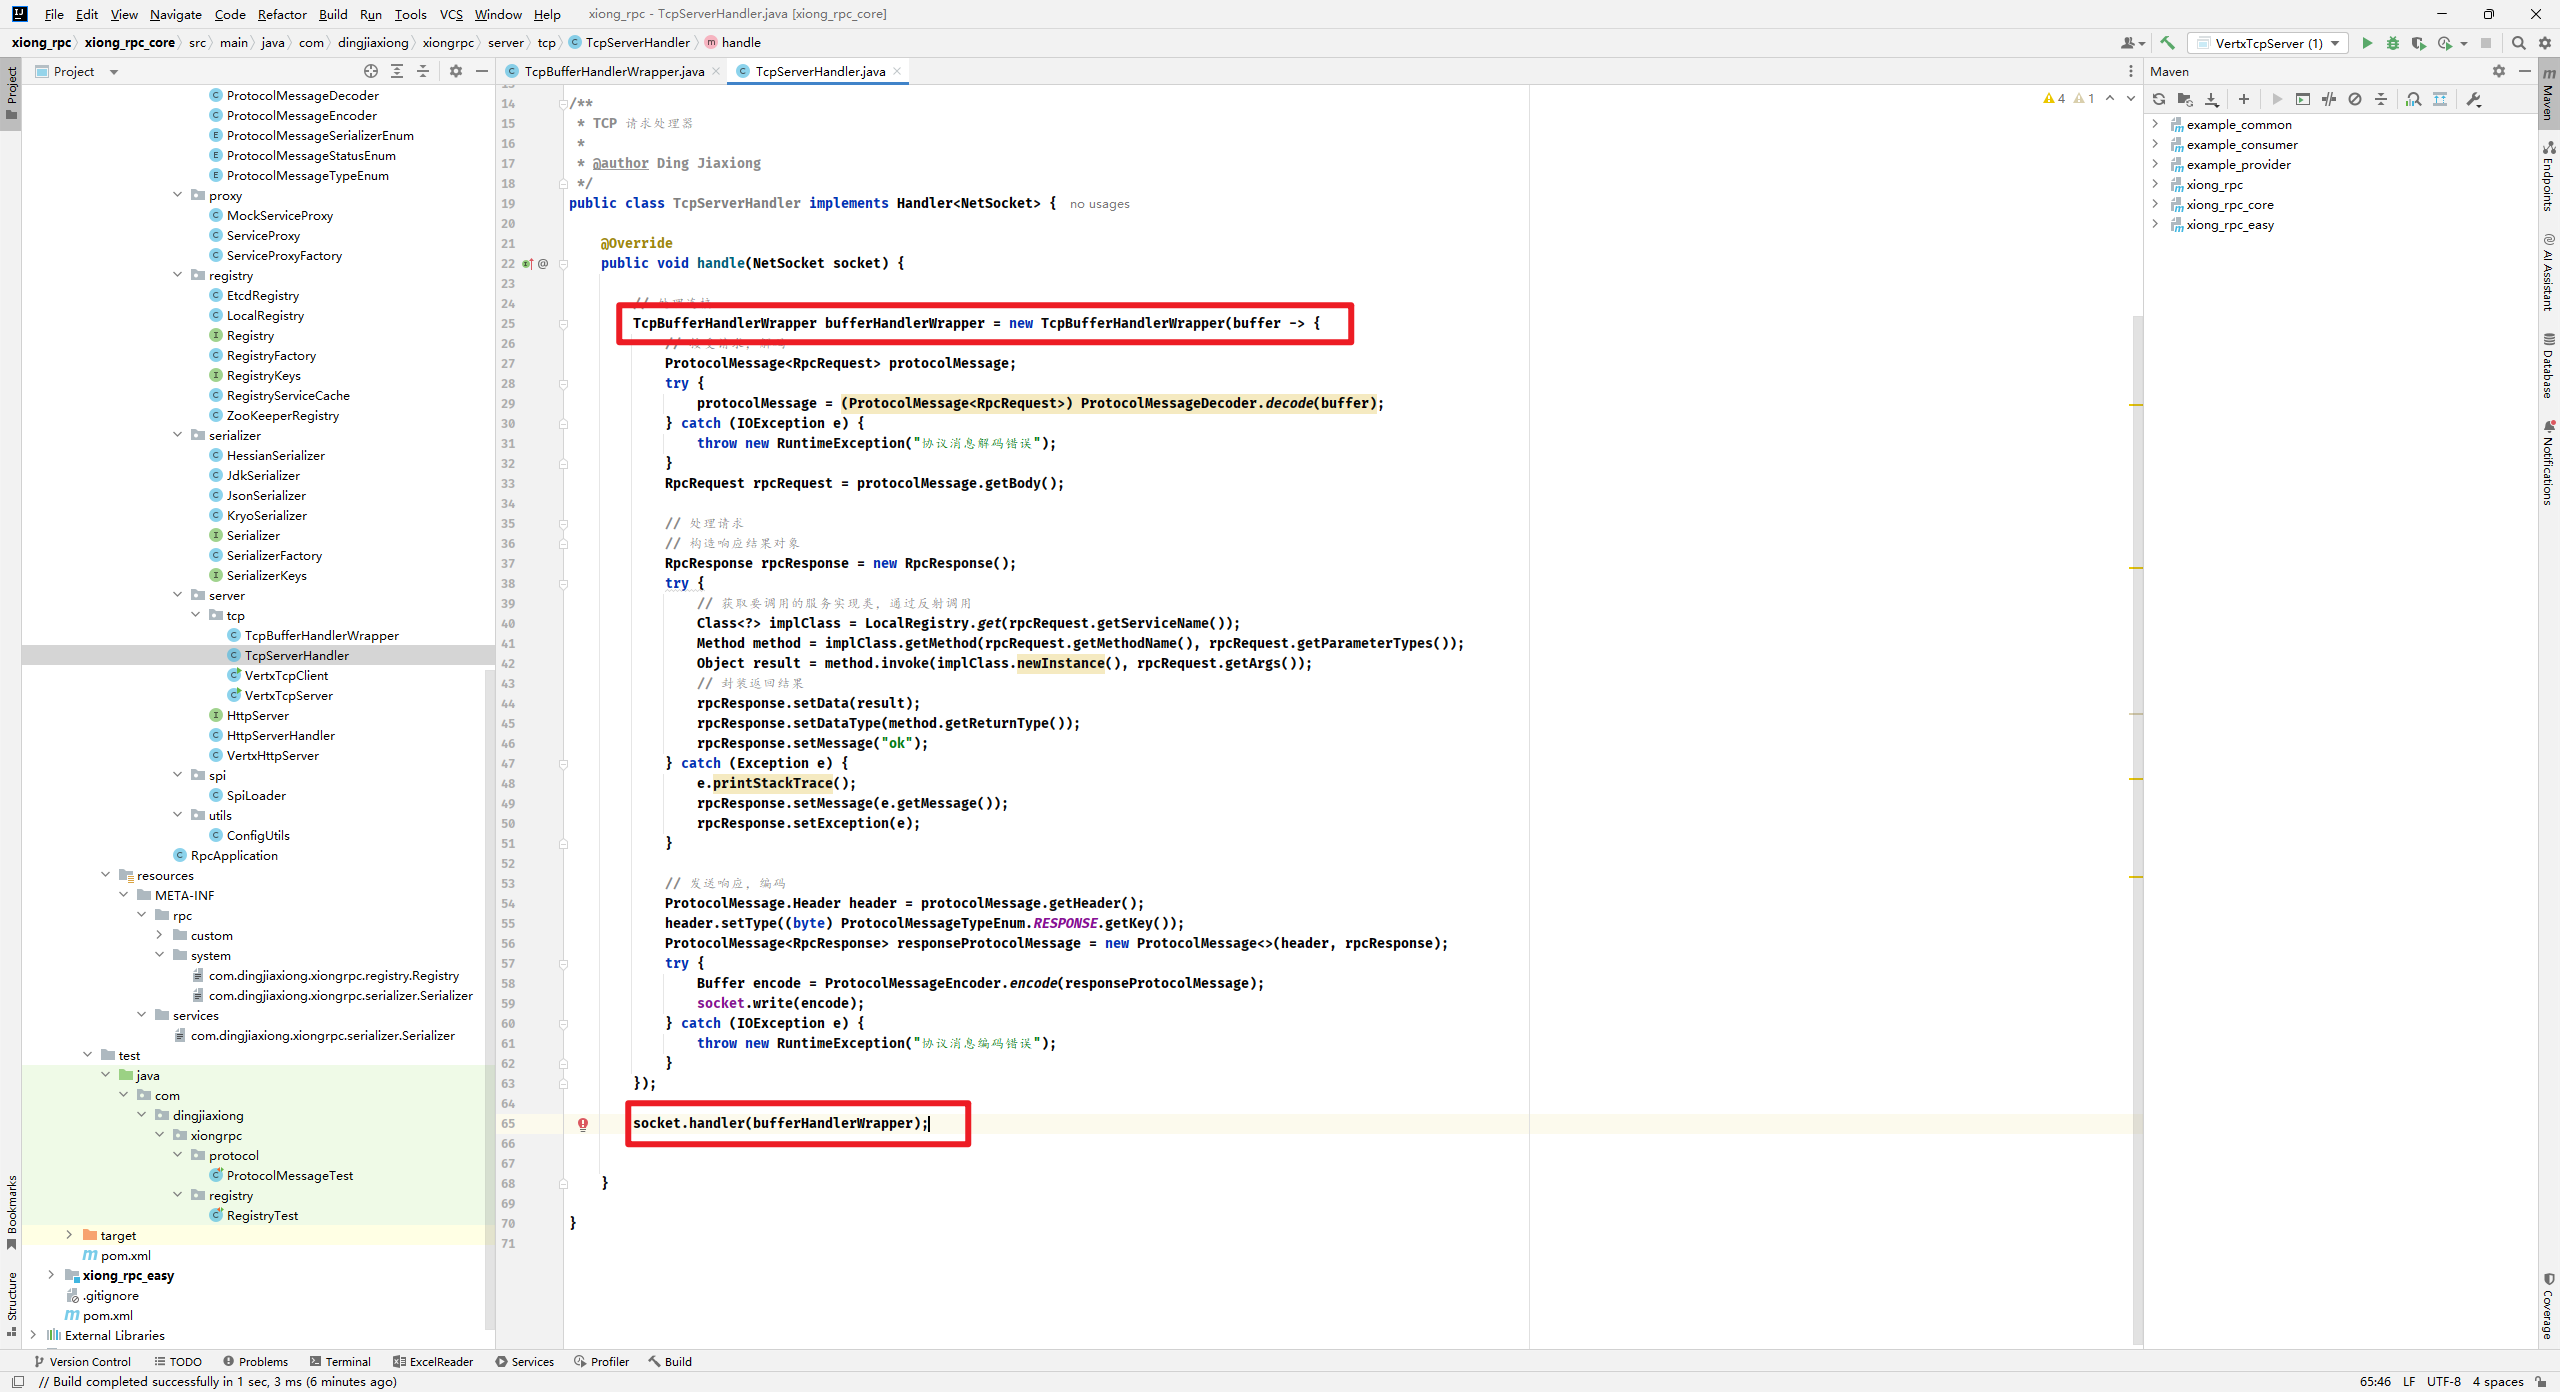 File Edit View Navigate Code Refactor Build Run Tools VCS Window Help xiong_rpc - TcpServerHandler.java [xiong_rpc_core]
xiong_rpc xiong_rpc_core src main java com dingjiaxiong xiongrpc server tcp TcpServerHandler handle
VertxTcpServer (1)
Project
TcpBufferHandlerWrapper.java
TcpServerHandler.java
Maven
ProtocolMessageDecoder
ProtocolMessageEncoder
ProtocolMessageSerializerEnum
ProtocolMessageStatusEnum
ProtocolMessageTypeEnum
proxy
MockServiceProxy
ServiceProxy
ServiceProxyFactory
registry
EtcdRegistry
LocalRegistry
Registry
RegistryFactory
RegistryKeys
RegistryServiceCache
ZooKeeperRegistry
serializer
HessianSerializer
JdkSerializer
JsonSerializer
KryoSerializer
Serializer
SerializerFactory
SerializerKeys
server
tcp
TcpBufferHandlerWrapper
TcpServerHandler
VertxTcpClient
VertxTcpServer
HttpServer
HttpServerHandler
VertxHttpServer
spi
SpiLoader
utils
ConfigUtils
RpcApplication
resources
META-INF
rpc
custom
system
com.dingjiaxiong.xiongrpc.registry.Registry
com.dingjiaxiong.xiongrpc.serializer.Serializer
services
com.dingjiaxiong.xiongrpc.serializer.Serializer
test
java
com
dingjiaxiong
xiongrpc
protocol
ProtocolMessageTest
registry
RegistryTest
target
pom.xml
xiong_rpc_easy
.gitignore
pom.xml
External Libraries
4 1
14 /**
15 * TCP 请求处理器
16 *
17 * @author Ding Jiaxiong
18 */
19 public class TcpServerHandler implements Handler<NetSocket> { no usages
20
21 @Override
22 public void handle(NetSocket socket) {
23
24 //
25 TcpBufferHandlerWrapper bufferHandlerWrapper = new TcpBufferHandlerWrapper(buffer -> {
26 //
27 ProtocolMessage<RpcRequest> protocolMessage;
28 try {
29 protocolMessage = (ProtocolMessage<RpcRequest>) ProtocolMessageDecoder.decode(buffer);
30 } catch (IOException e) {
31 throw new RuntimeException("协议消息解码错误");
32 }
33 RpcRequest rpcRequest = protocolMessage.getBody();
34
35 // 处理请求
36 // 构造响应结果对象
37 RpcResponse rpcResponse = new RpcResponse();
38 try {
39 // 获取要调用的服务实现类，通过反射调用
40 Class<?> implClass = LocalRegistry.get(rpcRequest.getServiceName());
41 Method method = implClass.getMethod(rpcRequest.getMethodName(), rpcRequest.getParameterTypes());
42 Object result = method.invoke(implClass.newInstance(), rpcRequest.getArgs());
43 // 封装返回结果
44 rpcResponse.setData(result);
45 rpcResponse.setDataType(method.getReturnType());
46 rpcResponse.setMessage("ok");
47 } catch (Exception e) {
48 e.printStackTrace();
49 rpcResponse.setMessage(e.getMessage());
50 rpcResponse.setException(e);
51 }
52
53 // 发送响应，编码
54 ProtocolMessage.Header header = protocolMessage.getHeader();
55 header.setType((byte) ProtocolMessageTypeEnum.RESPONSE.getKey());
56 ProtocolMessage<RpcResponse> responseProtocolMessage = new ProtocolMessage<>(header, rpcResponse);
57 try {
58 Buffer encode = ProtocolMessageEncoder.encode(responseProtocolMessage);
59 socket.write(encode);
60 } catch (IOException e) {
61 throw new RuntimeException("协议消息编码错误");
62 }
63 });
64
65 socket.handler(bufferHandlerWrapper);
66
67
68 }
69
70 }
71
example_common
example_consumer
example_provider
xiong_rpc
xiong_rpc_core
xiong_rpc_easy
Project
Bookmarks
Structure
Maven
Endpoints
AI Assistant
Database
Notifications
Coverage
Version Control TODO Problems Terminal ExcelReader Services Profiler Build
// Build completed successfully in 1 sec, 3 ms (6 minutes ago)
65:46 LF UTF-8 4 spaces